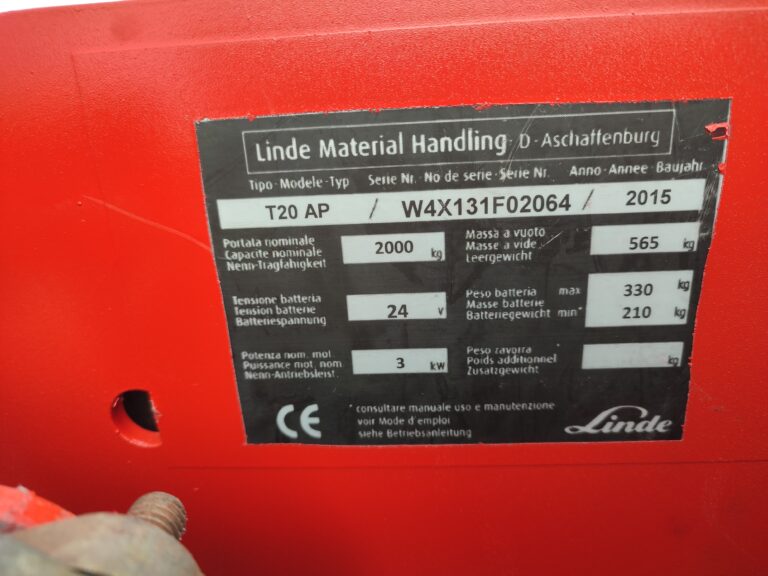 Linde Material Handling D-Aschaffenburg
Tipo-Modele-Typ Serie Nr. - No de serie - Serie Nr. Anno-Annee-Baujahr
T20 AP / W4X131F02064 / 2015
Portata nominale
Capacite nominale
Nenn-Tragfahigkeit
2000 kg
Massa a vuoto
Masse a vide
Leergewicht
565 kg
Tensione batteria
Tension batterie
Batteriespannung
24 V
Peso batteria max 330 kg
Masse batterie
Batteriegewicht min* 210 kg
Potenza nom. mot.
Puissance mot. nom
Nenn-Antriebsleist.
3 kW
Peso zavorra
Poids additionnel
Zusatzgewicht
kg
CE
* consultare manuale uso e manutenzione
voir Mode d'emploi
siehe Betriebsanleitung
Linde